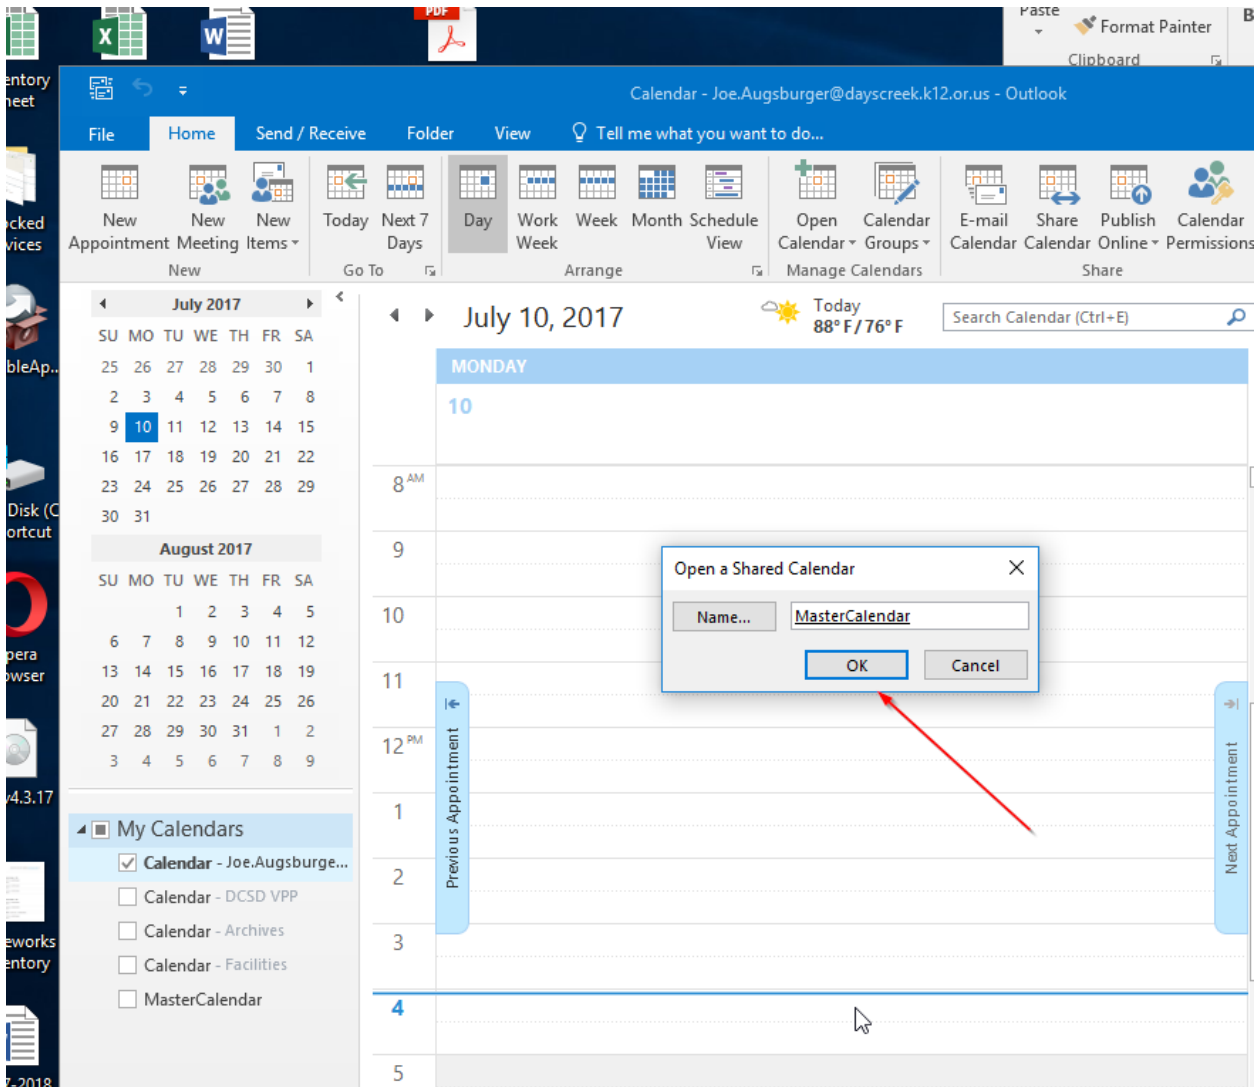 PDF
Paste
Format Painter
Clipboard
Calendar - Joe.Augsburger@dayscreek.k12.or.us - Outlook
File Home Send / Receive Folder View Tell me what you want to do...
New Appointment
New Meeting
New Items
New
Today
Next 7 Days
Go To
Day
Work Week
Week
Month
Schedule View
Arrange
Open Calendar
Calendar Groups
Manage Calendars
E-mail Calendar
Share Calendar
Publish Online
Calendar Permissions
Share
July 2017
SU MO TU WE TH FR SA
25 26 27 28 29 30 1
2 3 4 5 6 7 8
9 10 11 12 13 14 15
16 17 18 19 20 21 22
23 24 25 26 27 28 29
30 31
August 2017
SU MO TU WE TH FR SA
1 2 3 4 5
6 7 8 9 10 11 12
13 14 15 16 17 18 19
20 21 22 23 24 25 26
27 28 29 30 31 1 2
3 4 5 6 7 8 9
My Calendars
Calendar - Joe.Augsburge...
Calendar - DCSD VPP
Calendar - Archives
Calendar - Facilities
MasterCalendar
July 10, 2017
Today
88° F / 76° F
Search Calendar (Ctrl+E)
MONDAY
10
8 AM
9
10
11
12 PM
1
2
3
4
5
Previous Appointment
Next Appointment
Open a Shared Calendar
Name...
MasterCalendar
OK
Cancel
X
W
entory
heet
ocked
vices
bleAp..
Disk (C
ortcut
pera
owser
v4.3.17
eworks
entory
7-2018